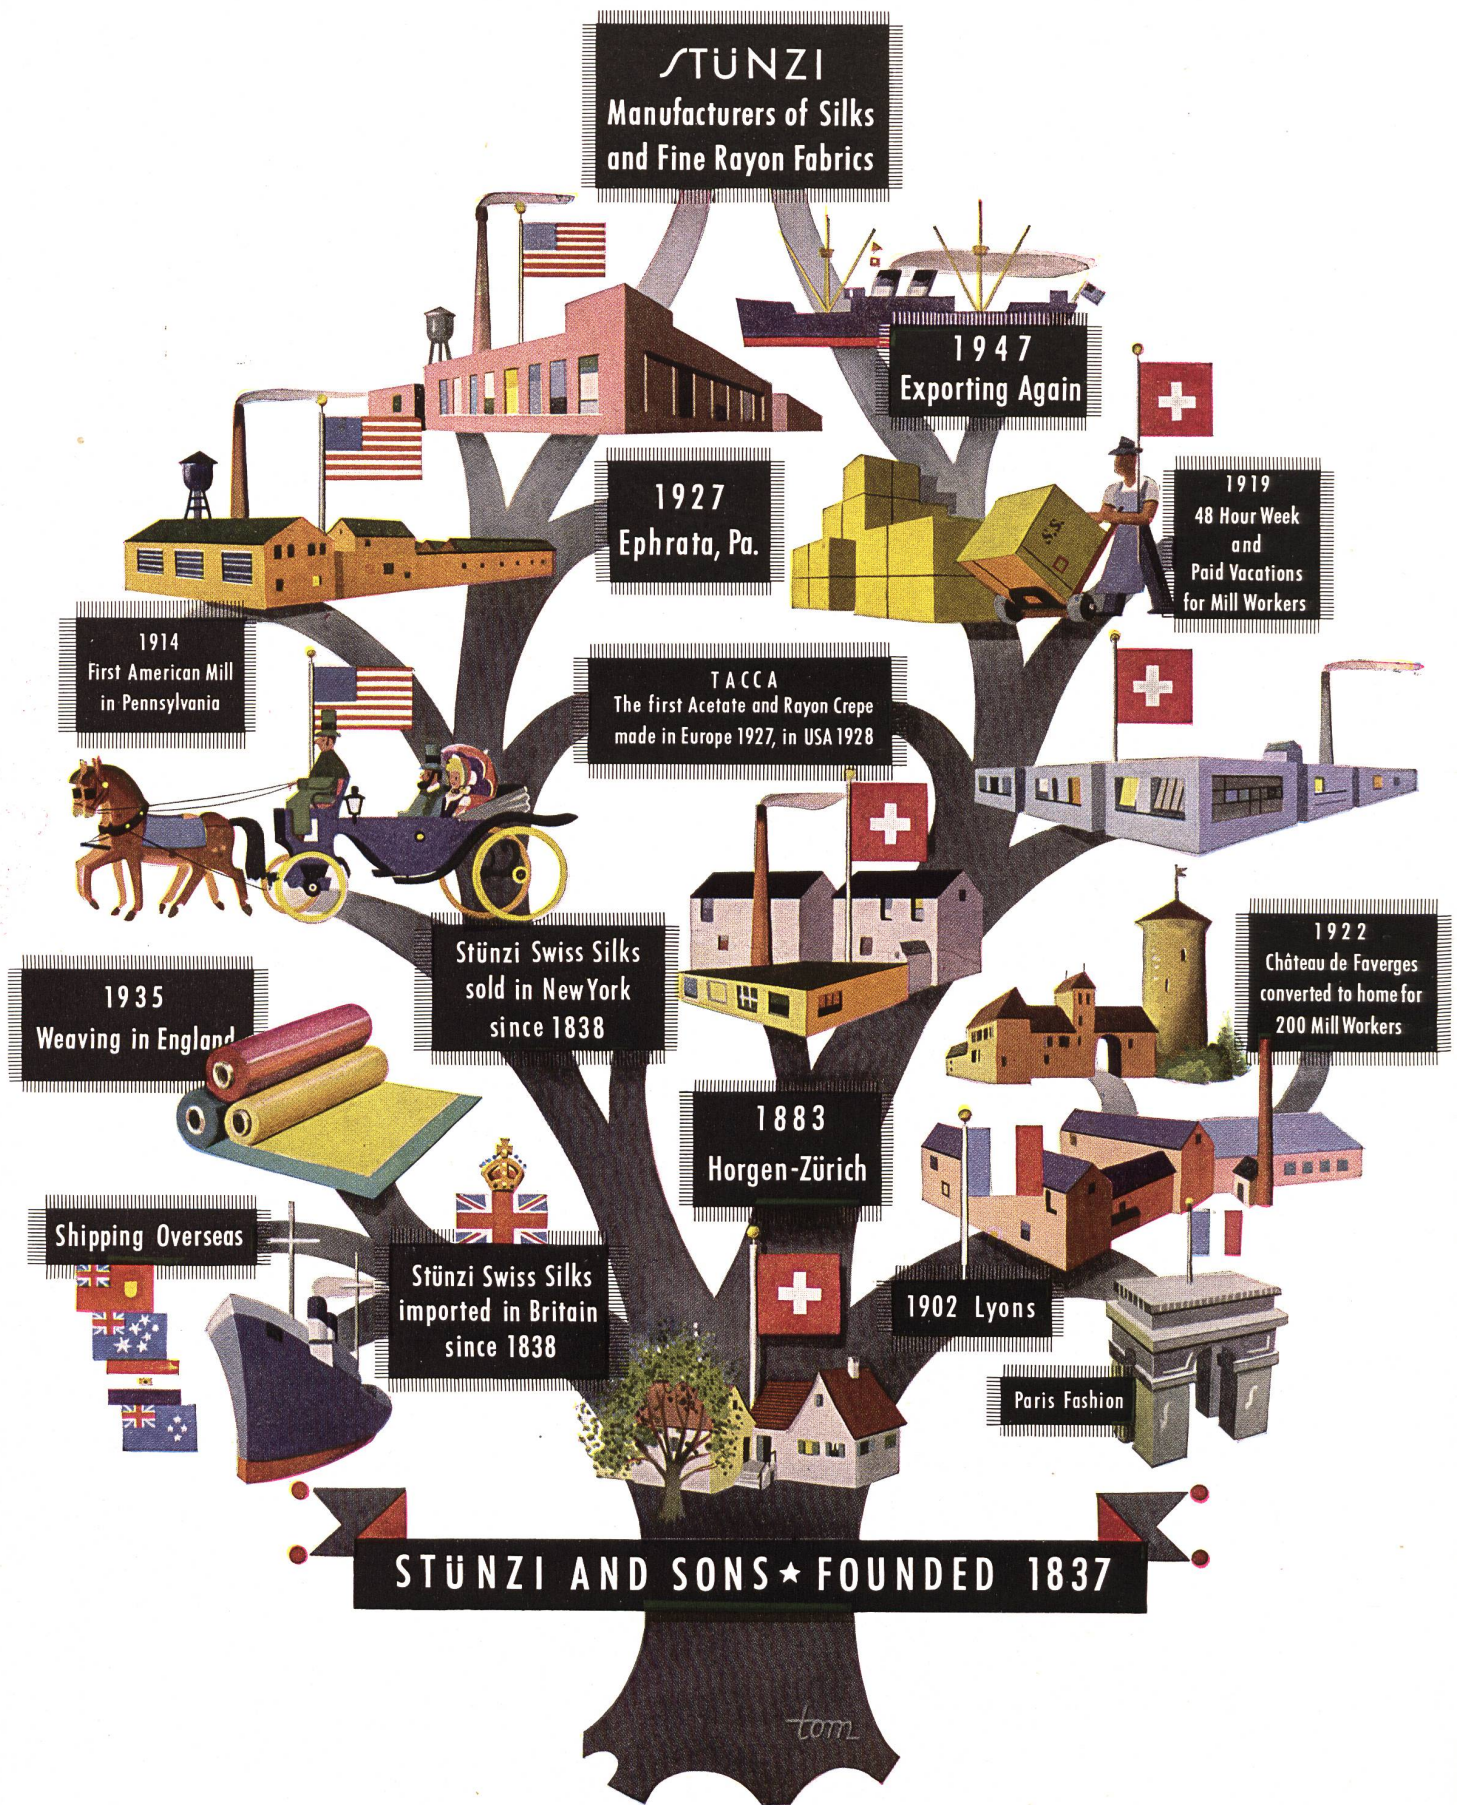 STÜNZI
Manufacturers of Silks
and Fine Rayon Fabrics
1947
Exporting Again
1927
Ephrata, Pa.
S.S.
1919
48 Hour Week
and
Paid Vacations
for Mill Workers
1914
First American Mill
in Pennsylvania
TACCA
The first Acetate and Rayon Crepe
made in Europe 1927, in USA 1928
Stünzi Swiss Silks
sold in New York
since 1838
1922
Château de Faverges
converted to home for
200 Mill Workers
1935
Weaving in England
1883
Horgen-Zürich
Shipping Overseas
Stünzi Swiss Silks
imported in Britain
since 1838
1902 Lyons
Paris Fashion
S
S
STÜNZI AND SONS ★ FOUNDED 1837
tom